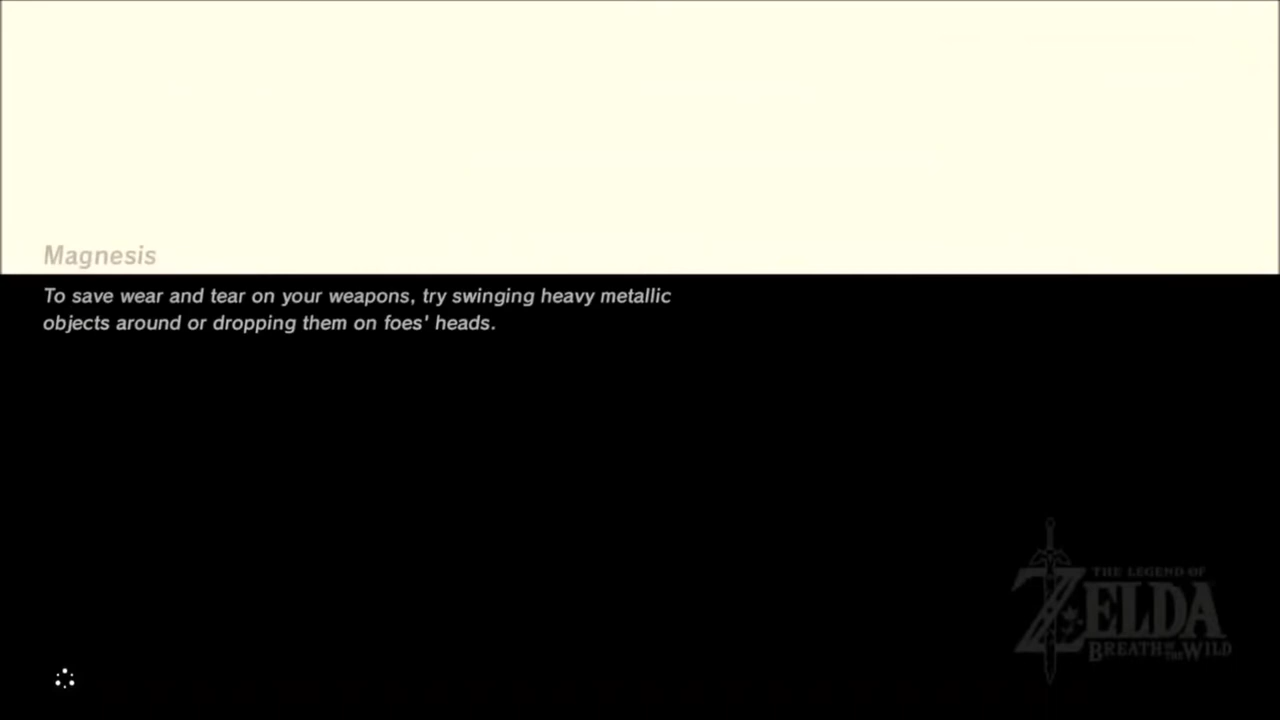 Magnesis
To save wear and tear on your weapons, try swinging heavy metallic
objects around or dropping them on foes' heads.
THE LEGEND OF
ZELDA
BREATH OF THE WILD